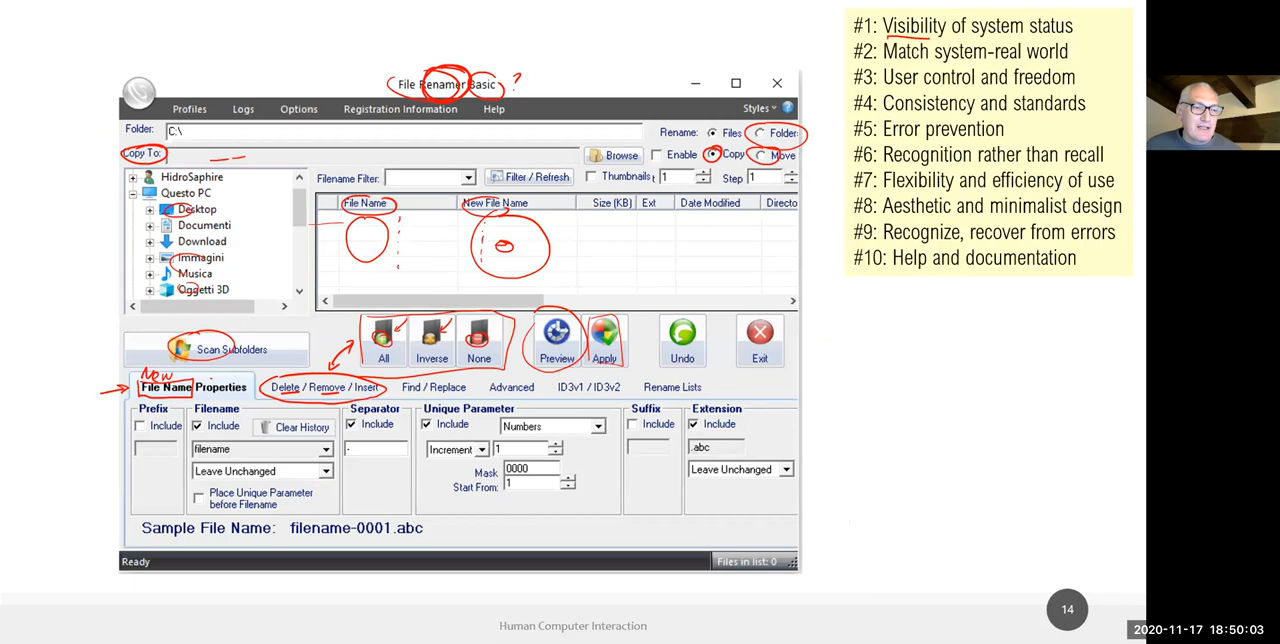 #1: Visibility of system status
#2: Match system-real world
#3: User control and freedom
#4: Consistency and standards
#5: Error prevention
#6: Recognition rather than recall
#7: Flexibility and efficiency of use
#8: Aesthetic and minimalist design
#9: Recognize, recover from errors
#10: Help and documentation
File Renamer Basic ?
Profiles Logs Options Registration Information Help Styles
Folder: C:\ Rename: Files Folder
Copy To: Browse Enable Copy Move
HidroSaphire
Questo PC
Desktop
Documenti
Download
Immagini
Musica
Oggetti 3D
Filename Filter: Filter / Refresh Thumbnails 1 Step 1
File Name New File Name Size (KB) Ext Date Modified Directo
Scan Subfolders All Inverse None Preview Apply Undo Exit
New
File Name Properties Delete / Remove / Insert Find / Replace Advanced ID3v1 / ID3v2 Rename Lists
Prefix Filename Separator Unique Parameter Suffix Extension
Include Include Clear History Include Include Numbers Include Include
filename - Increment 1 .abc
Leave Unchanged Mask 0000 Leave Unchanged
Start From: 1
Place Unique Parameter
before Filename
Sample File Name: filename-0001.abc
Ready Files in list: 0
14
Human Computer Interaction
2020-11-17 18:50:03